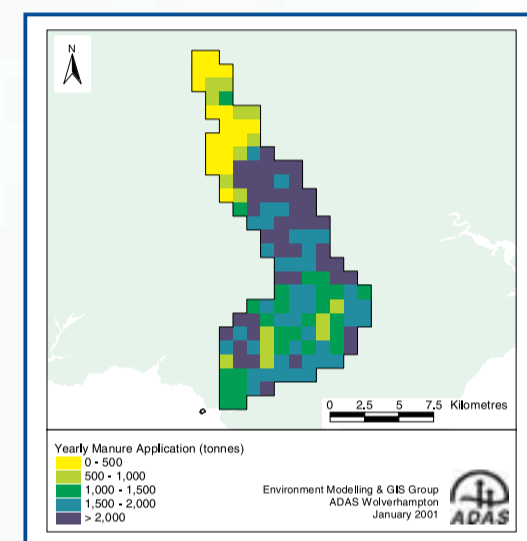 N
0 2.5 5 7.5 Kilometres
Yearly Manure Application (tonnes)
0 - 500
500 - 1,000
1,000 - 1,500
1,500 - 2,000
> 2,000
Environment Modelling & GIS Group
ADAS Wolverhampton
January 2001
ADAS